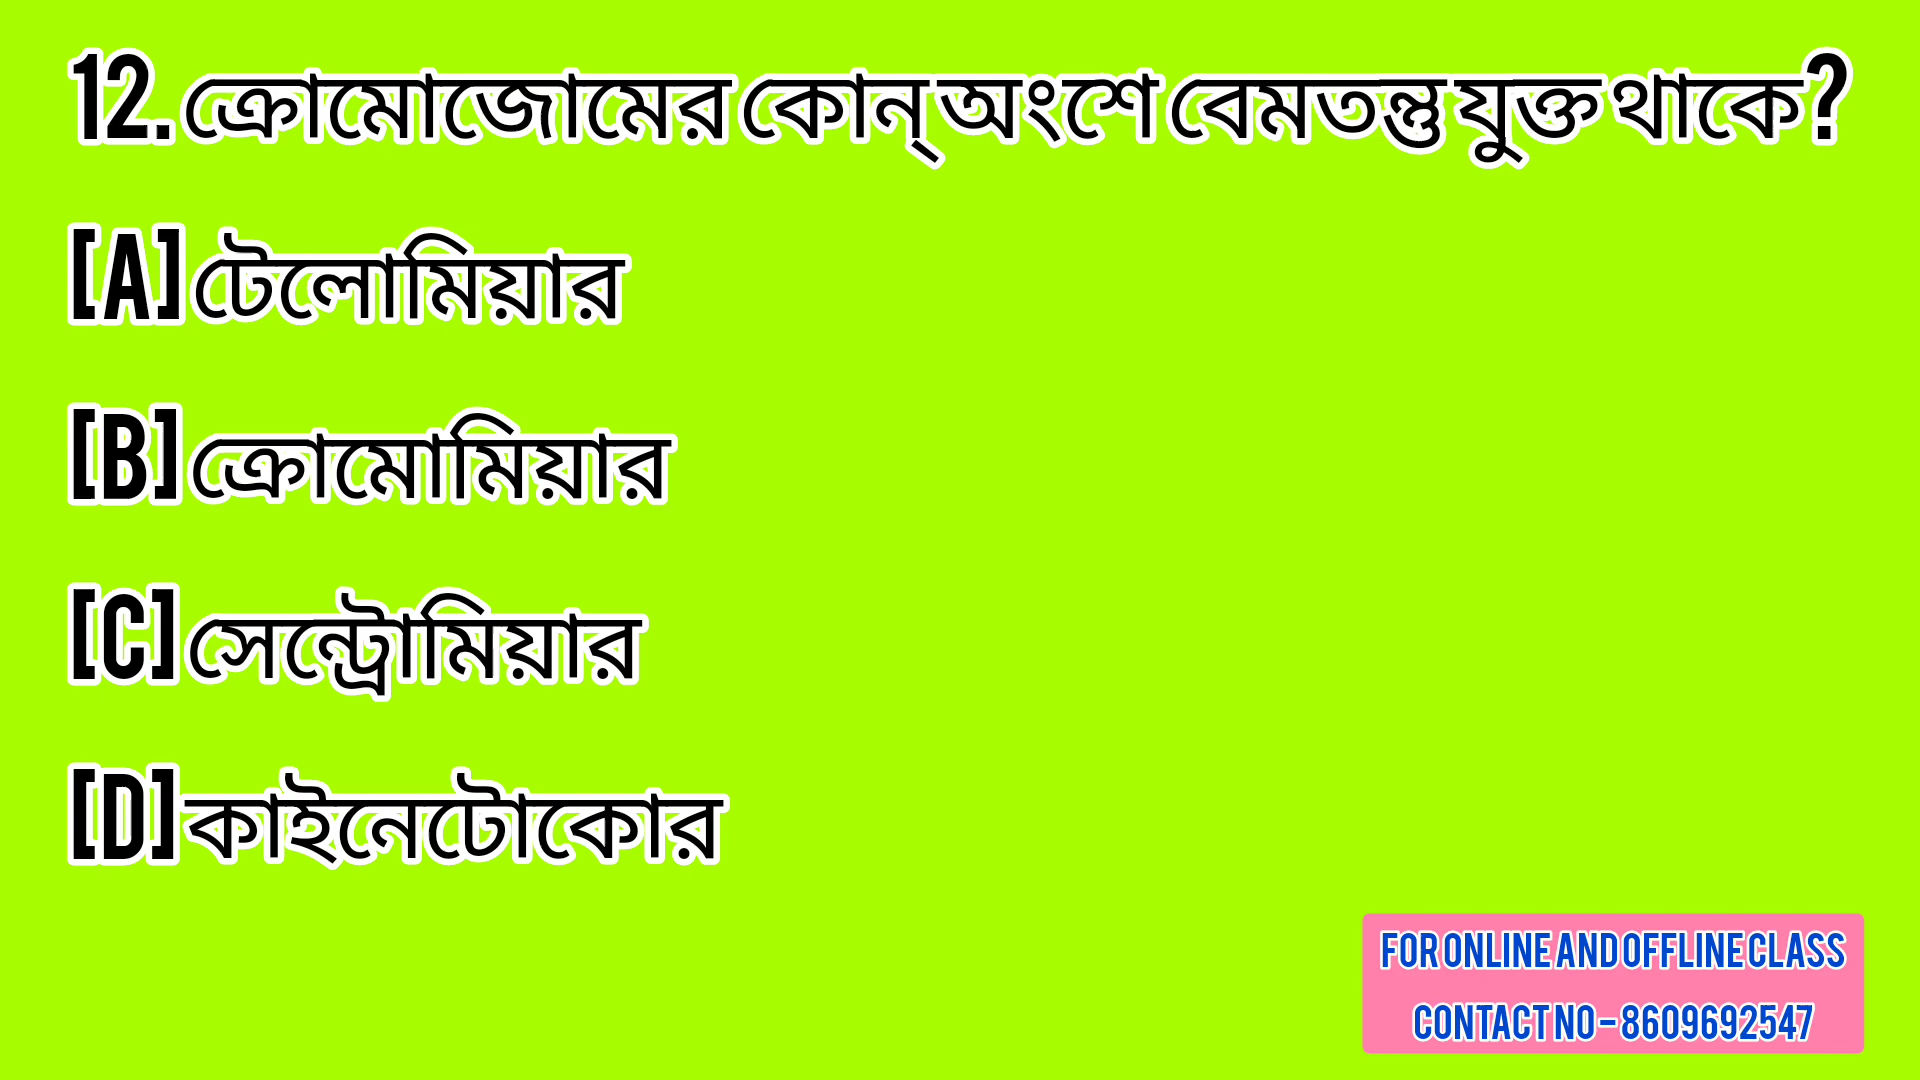 12. ক্রোমোজোমের কোন্ অংশে বেমতন্তু যুক্ত থাকে?
[A] টেলোমিয়ার
[B] ক্রোমোমিয়ার
[C] সেন্ট্রোমিয়ার
[D] কাইনেটোকোর
FOR ONLINE AND OFFLINE CLASS
CONTACT NO - 8609692547